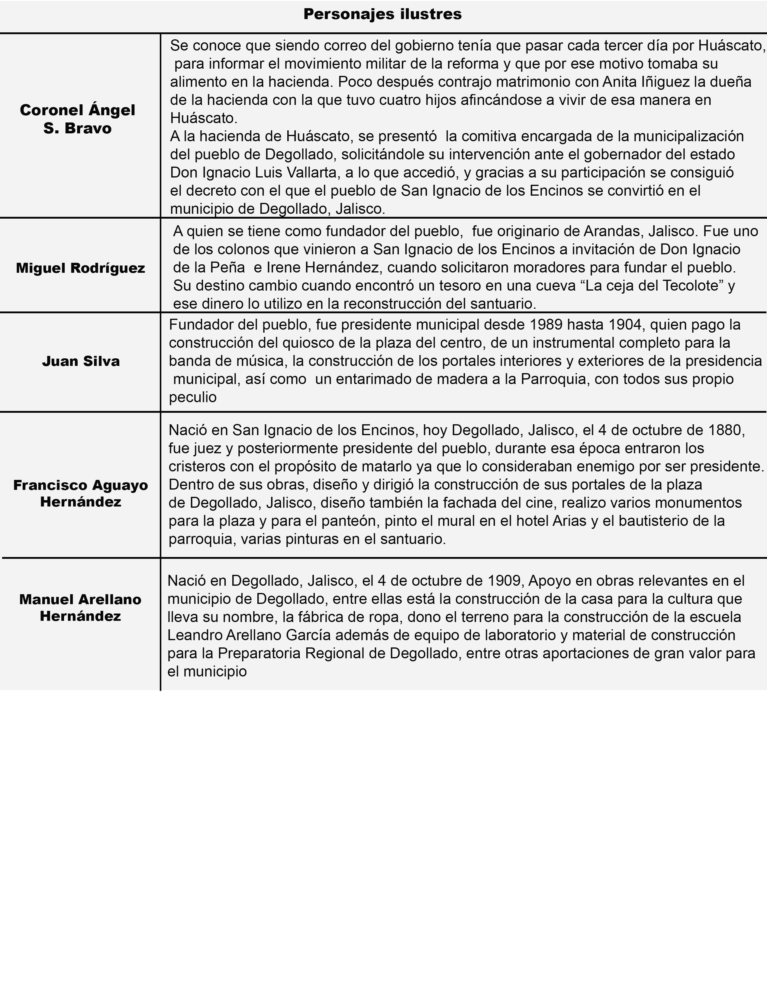 Personajes ilustres
Coronel Ángel
S. Bravo
Se conoce que siendo correo del gobierno tenía que pasar cada tercer día por Huáscato,
para informar el movimiento militar de la reforma y que por ese motivo tomaba su
alimento en la hacienda. Poco después contrajo matrimonio con Anita Iñiguez la dueña
de la hacienda con la que tuvo cuatro hijos afincándose a vivir de esa manera en
Huáscato.
A la hacienda de Huáscato, se presentó  la comitiva encargada de la municipalización
del pueblo de Degollado, solicitándole su intervención ante el gobernador del estado
Don Ignacio Luis Vallarta, a lo que accedió, y gracias a su participación se consiguió
el decreto con el que el pueblo de San Ignacio de los Encinos se convirtió en el
municipio de Degollado, Jalisco.
Miguel Rodríguez
A quien se tiene como fundador del pueblo,  fue originario de Arandas, Jalisco. Fue uno
de los colonos que vinieron a San Ignacio de los Encinos a invitación de Don Ignacio
de la Peña  e Irene Hernández, cuando solicitaron moradores para fundar el pueblo.
Su destino cambio cuando encontró un tesoro en una cueva “La ceja del Tecolote” y
ese dinero lo utilizo en la reconstrucción del santuario.
Juan Silva
Fundador del pueblo, fue presidente municipal desde 1989 hasta 1904, quien pago la
construcción del quiosco de la plaza del centro, de un instrumental completo para la
banda de música, la construcción de los portales interiores y exteriores de la presidencia
municipal, así como  un entarimado de madera a la Parroquia, con todos sus propio
peculio
Francisco Aguayo
Hernández
Nació en San Ignacio de los Encinos, hoy Degollado, Jalisco, el 4 de octubre de 1880,
fue juez y posteriormente presidente del pueblo, durante esa época entraron los
cristeros con el propósito de matarlo ya que lo consideraban enemigo por ser presidente.
Dentro de sus obras, diseño y dirigió la construcción de sus portales de la plaza
de Degollado, Jalisco, diseño también la fachada del cine, realizo varios monumentos
para la plaza y para el panteón, pinto el mural en el hotel Arias y el bautisterio de la
parroquia, varias pinturas en el santuario.
Manuel Arellano
Hernández
Nació en Degollado, Jalisco, el 4 de octubre de 1909, Apoyo en obras relevantes en el
municipio de Degollado, entre ellas está la construcción de la casa para la cultura que
lleva su nombre, la fábrica de ropa, dono el terreno para la construcción de la escuela
Leandro Arellano García además de equipo de laboratorio y material de construcción
para la Preparatoria Regional de Degollado, entre otras aportaciones de gran valor para
el municipio